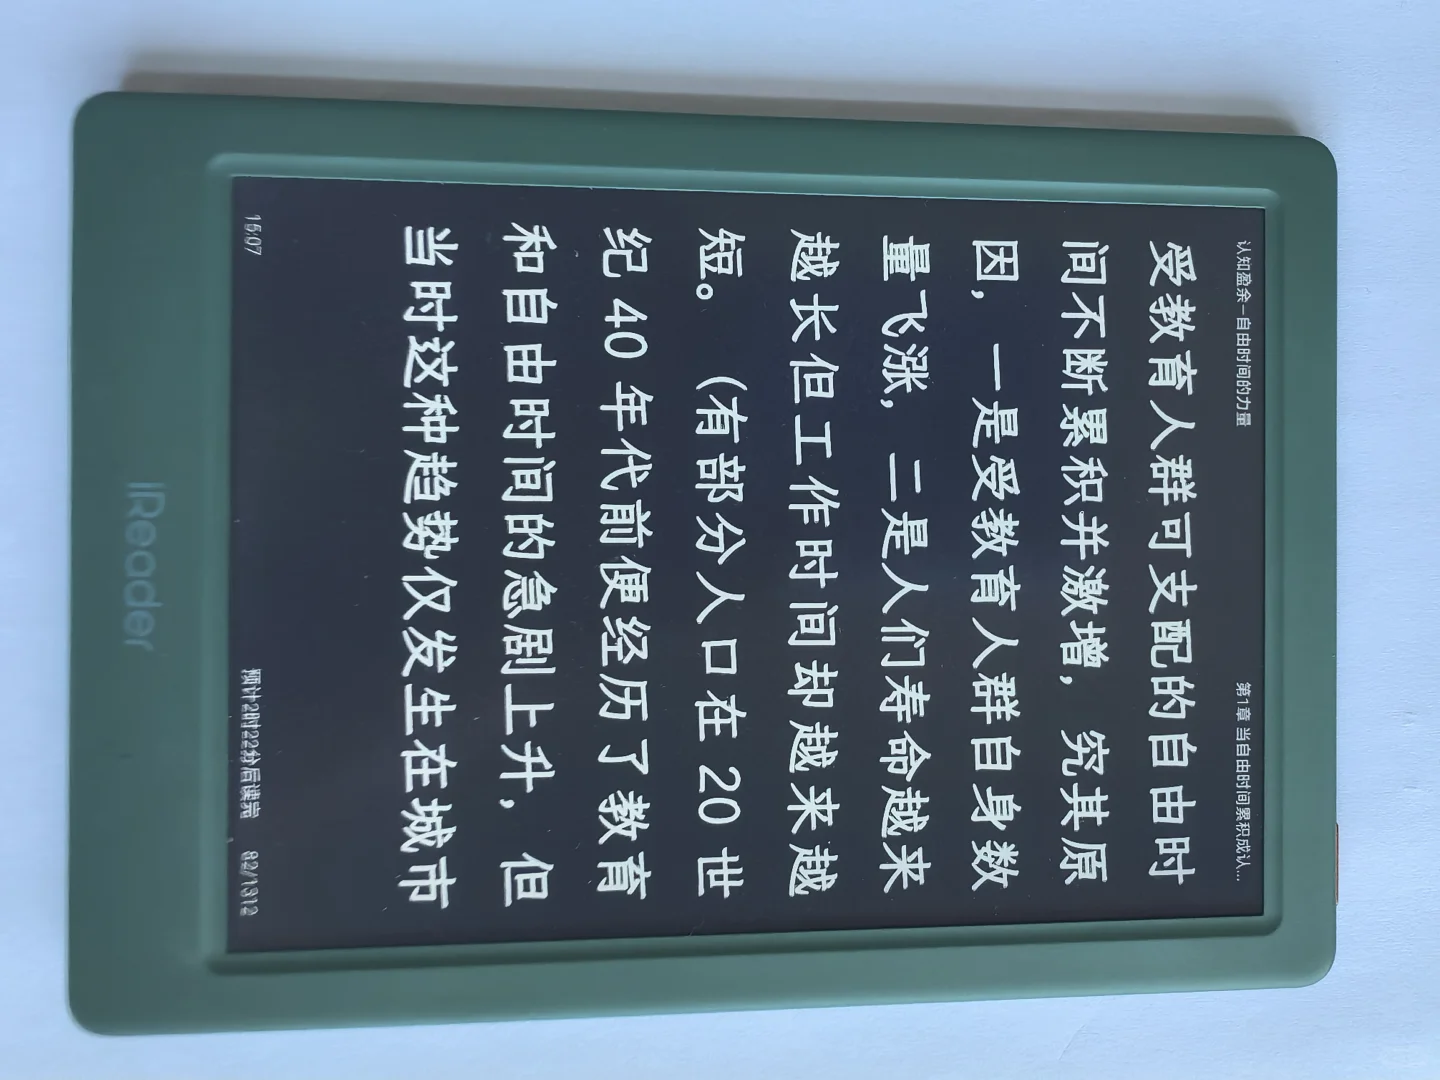 认知盈余-自由时间的力量 第1章 当自由时间累积成认...
受教育人群可支配的自由时
间不断累积并激增，究其原
因，一是受教育人群自身数
量飞涨，二是人们寿命越来
越长但工作时间却越来越
短。（有部分人口在 20 世
纪 40 年代前便经历了教育
和自由时间的急剧上升，但
当时这种趋势仅发生在城市
15:07 预计2时22分后读完 82/1312
iReader